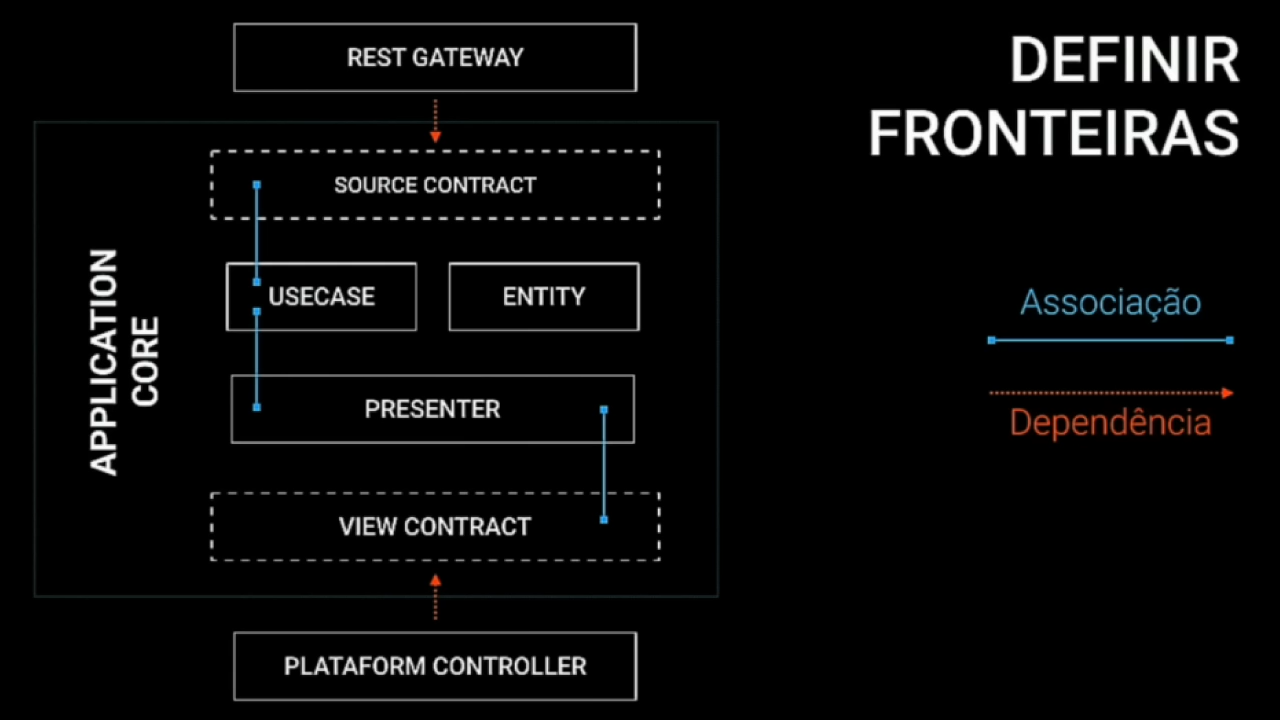 REST GATEWAY
DEFINIR
FRONTEIRAS
SOURCE CONTRACT
APPLICATION
CORE
USECASE
ENTITY
PRESENTER
VIEW CONTRACT
PLATAFORM CONTROLLER
Associação
Dependência